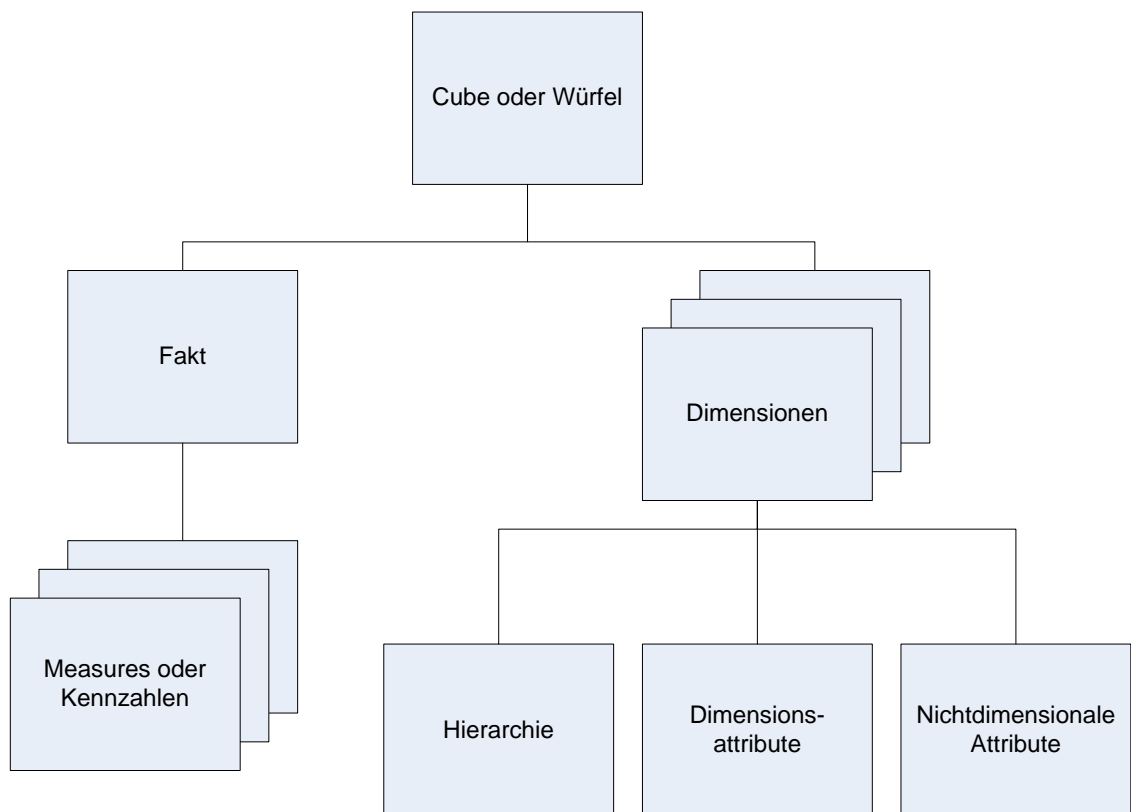 Cube oder Würfel
Fakt
Dimensionen
Measures oder
Kennzahlen
Hierarchie
Dimensions-
attribute
Nichtdimensionale
Attribute